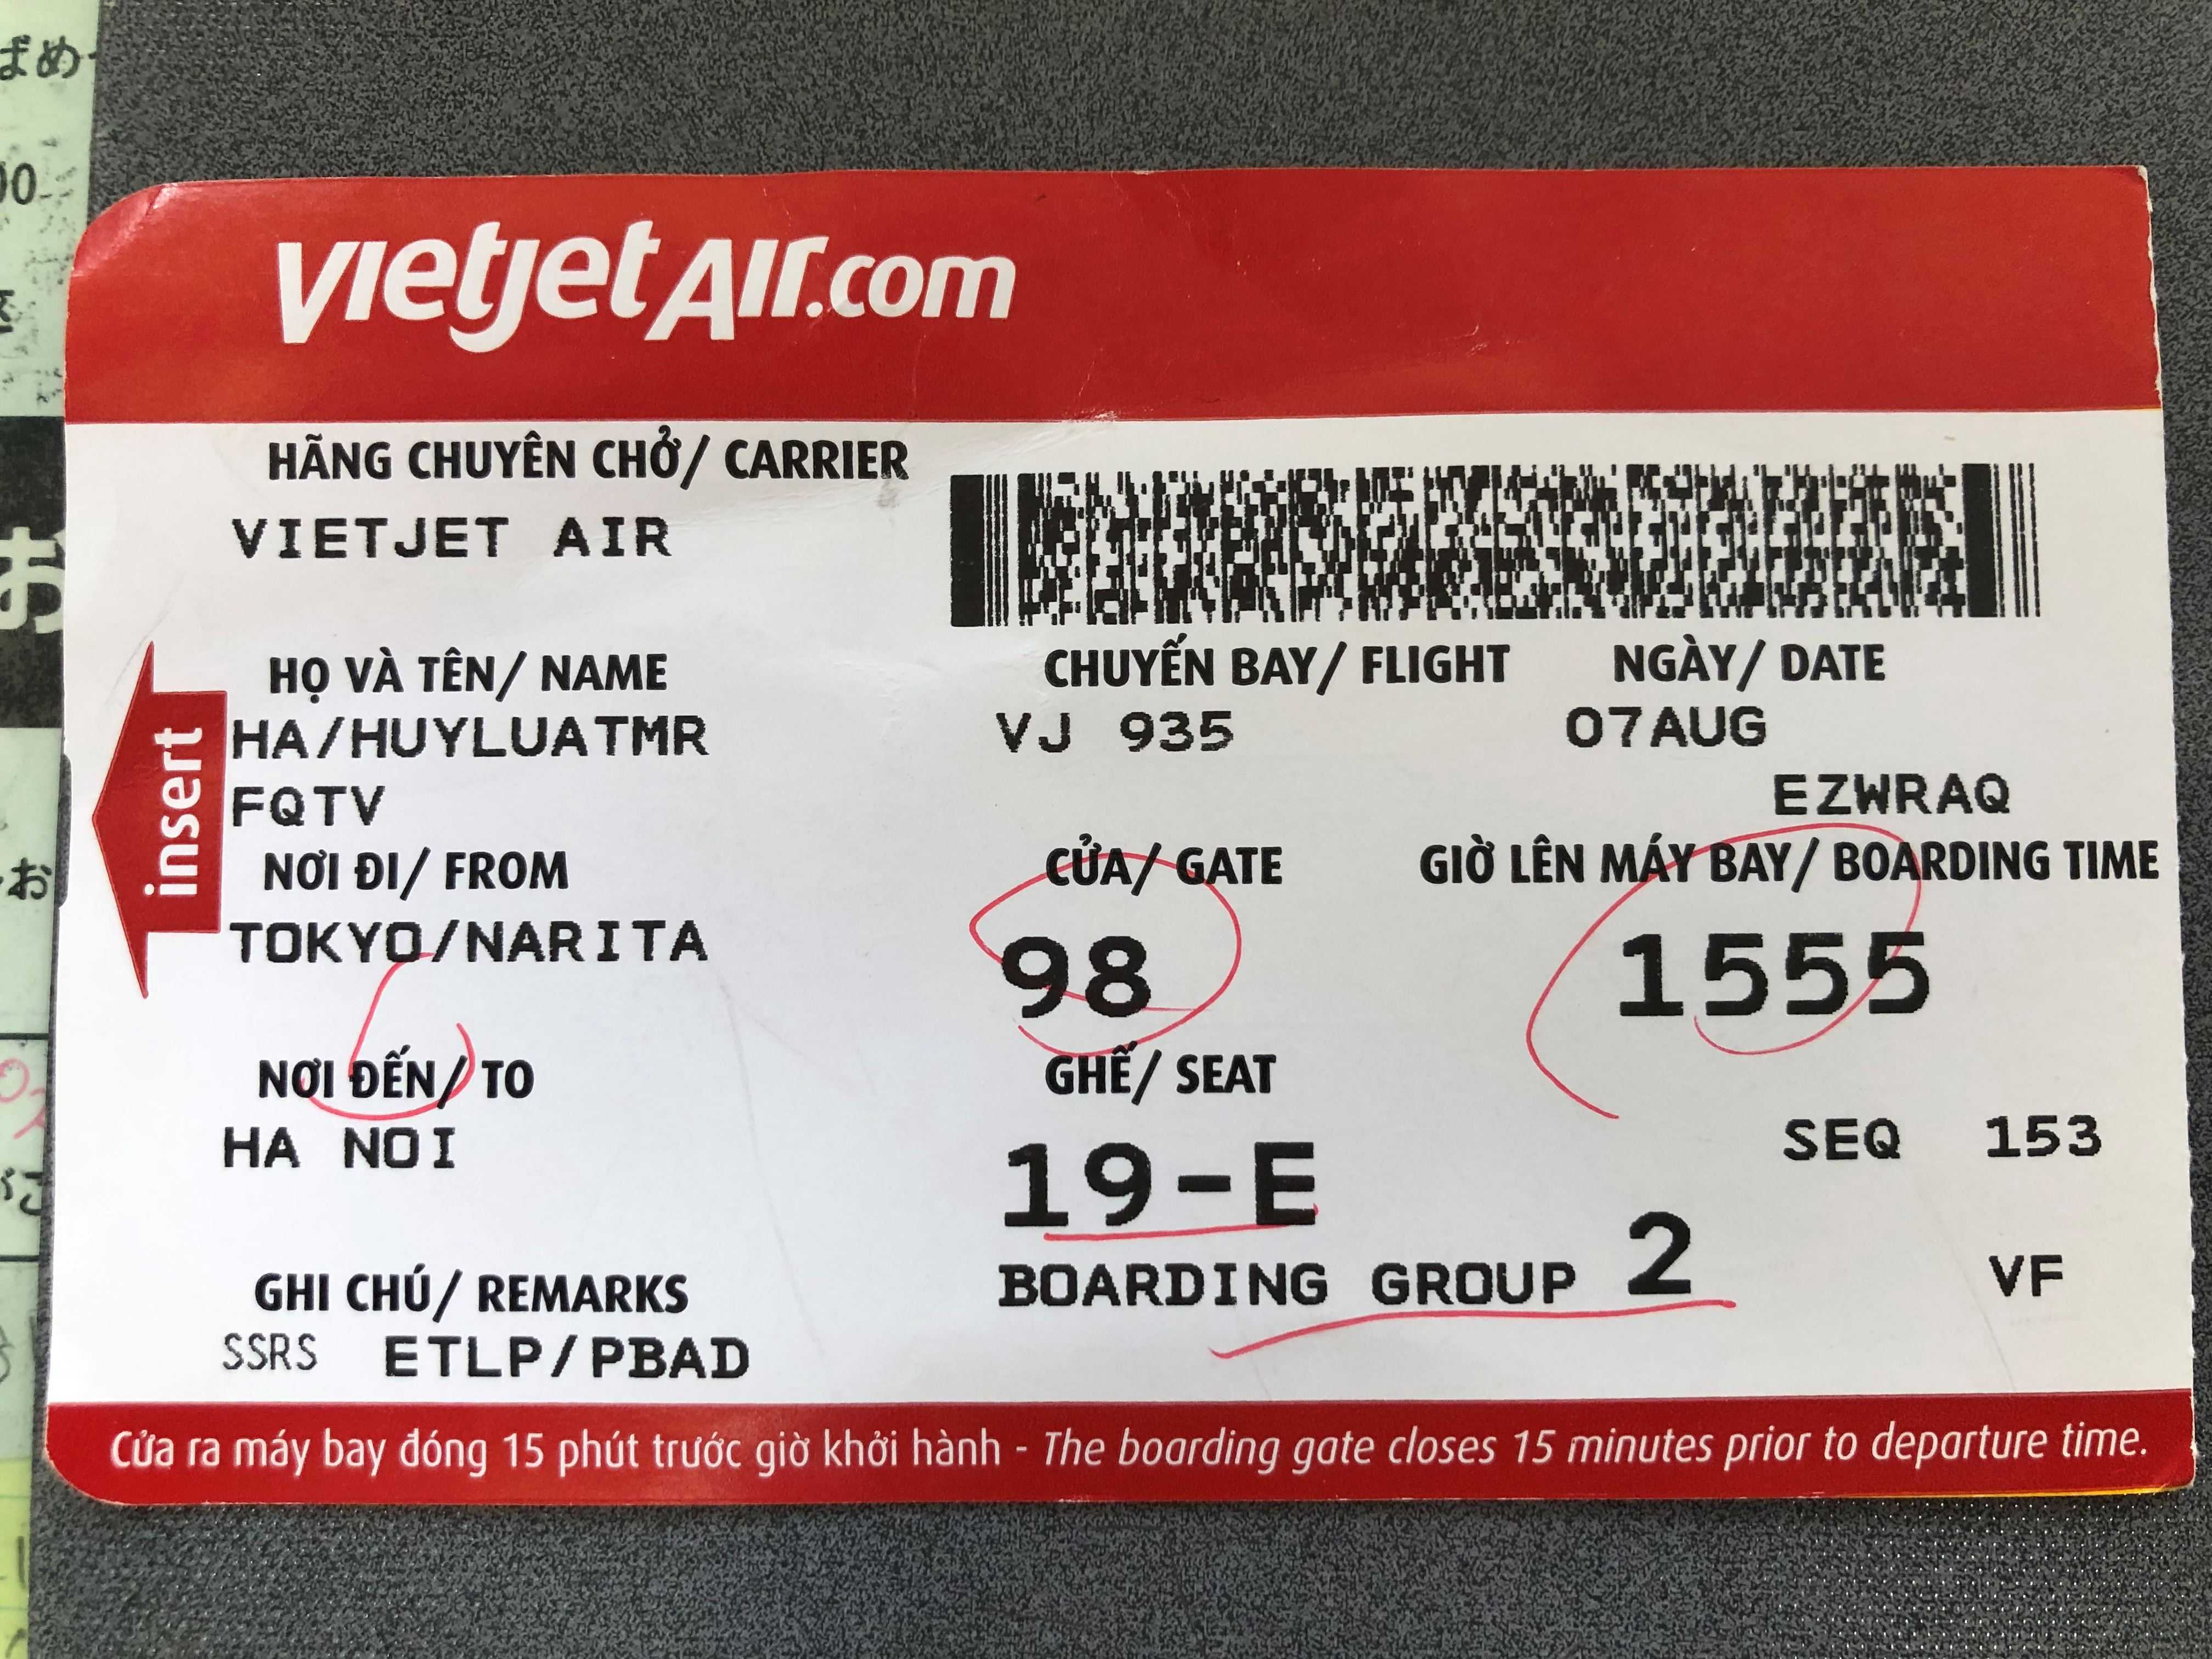 vietjetAir.com
HÃNG CHUYÊN CHỞ/ CARRIER
VIETJET AIR
HỌ VÀ TÊN/ NAME
HA/HUYLUATMR
FQTV
CHUYẾN BAY/ FLIGHT
VJ 935
NGÀY/ DATE
07AUG
EZWRAQ
insert
NƠI ĐI/ FROM
TOKYO/NARITA
CỬA/ GATE
98
GIỜ LÊN MÁY BAY/ BOARDING TIME
1555
NƠI ĐẾN/ TO
HA NOI
GHẾ/ SEAT
19-E
SEQ 153
BOARDING GROUP 2
VF
GHI CHÚ/ REMARKS
SSRS ETLP/PBAD
Cửa ra máy bay đóng 15 phút trước giờ khởi hành - The boarding gate closes 15 minutes prior to departure time.